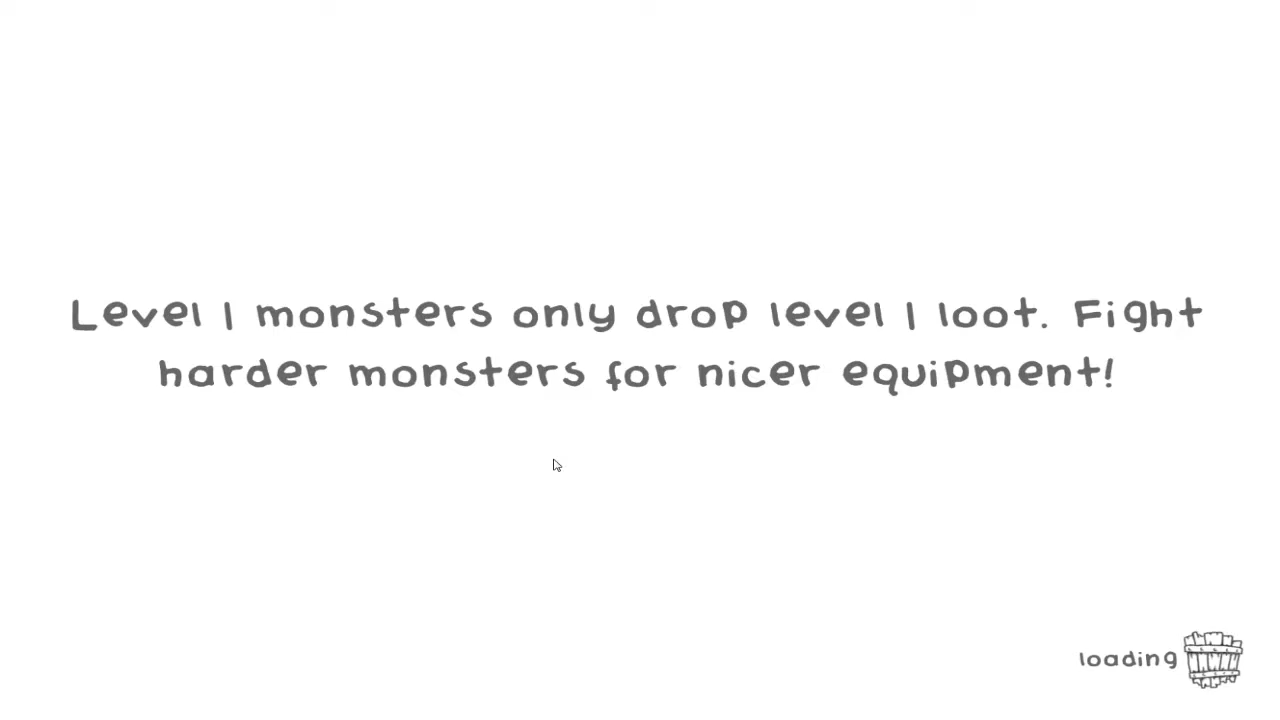 Level 1 monsters only drop level 1 loot. Fight
harder monsters for nicer equipment!
loading